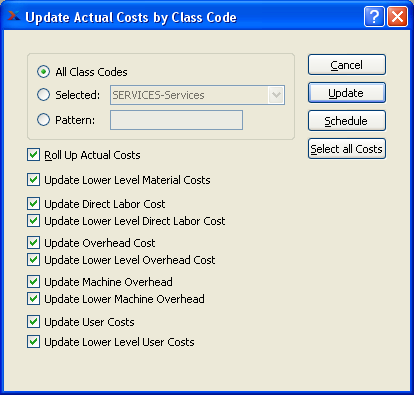 Update Actual Costs by Class Code
All Class Codes
Selected: SERVICES-Services
Pattern:
Cancel
Update
Schedule
Select all Costs
Roll Up Actual Costs
Update Lower Level Material Costs
Update Direct Labor Cost
Update Lower Level Direct Labor Cost
Update Overhead Cost
Update Lower Level Overhead Cost
Update Machine Overhead
Update Lower Machine Overhead
Update User Costs
Update Lower Level User Costs